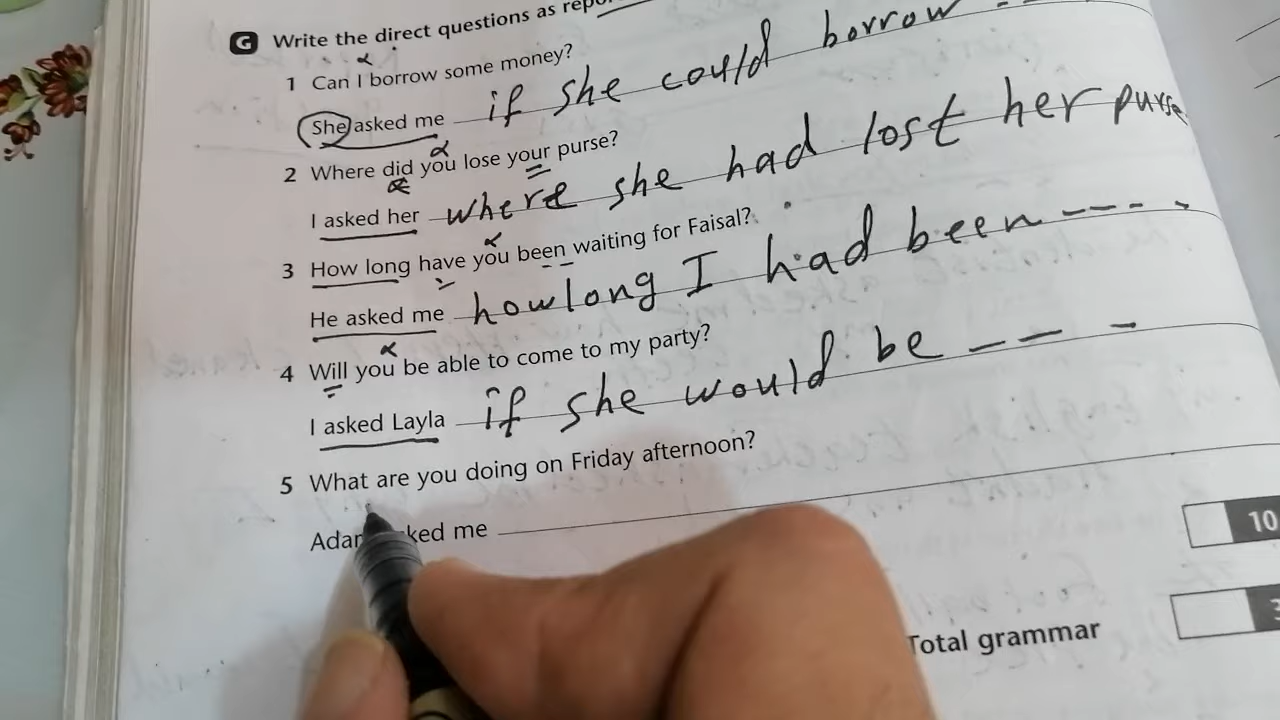 G Write the direct questions as
1 Can I borrow some money?
She asked me if she could borrow --
2 Where did you lose your purse?
I asked her where she had lost her purse
3 How long have you been waiting for Faisal?
He asked me howlong I had been ----
4 Will you be able to come to my party?
I asked Layla if she would be ---
5 What are you doing on Friday afternoon?
me
10
Total grammar